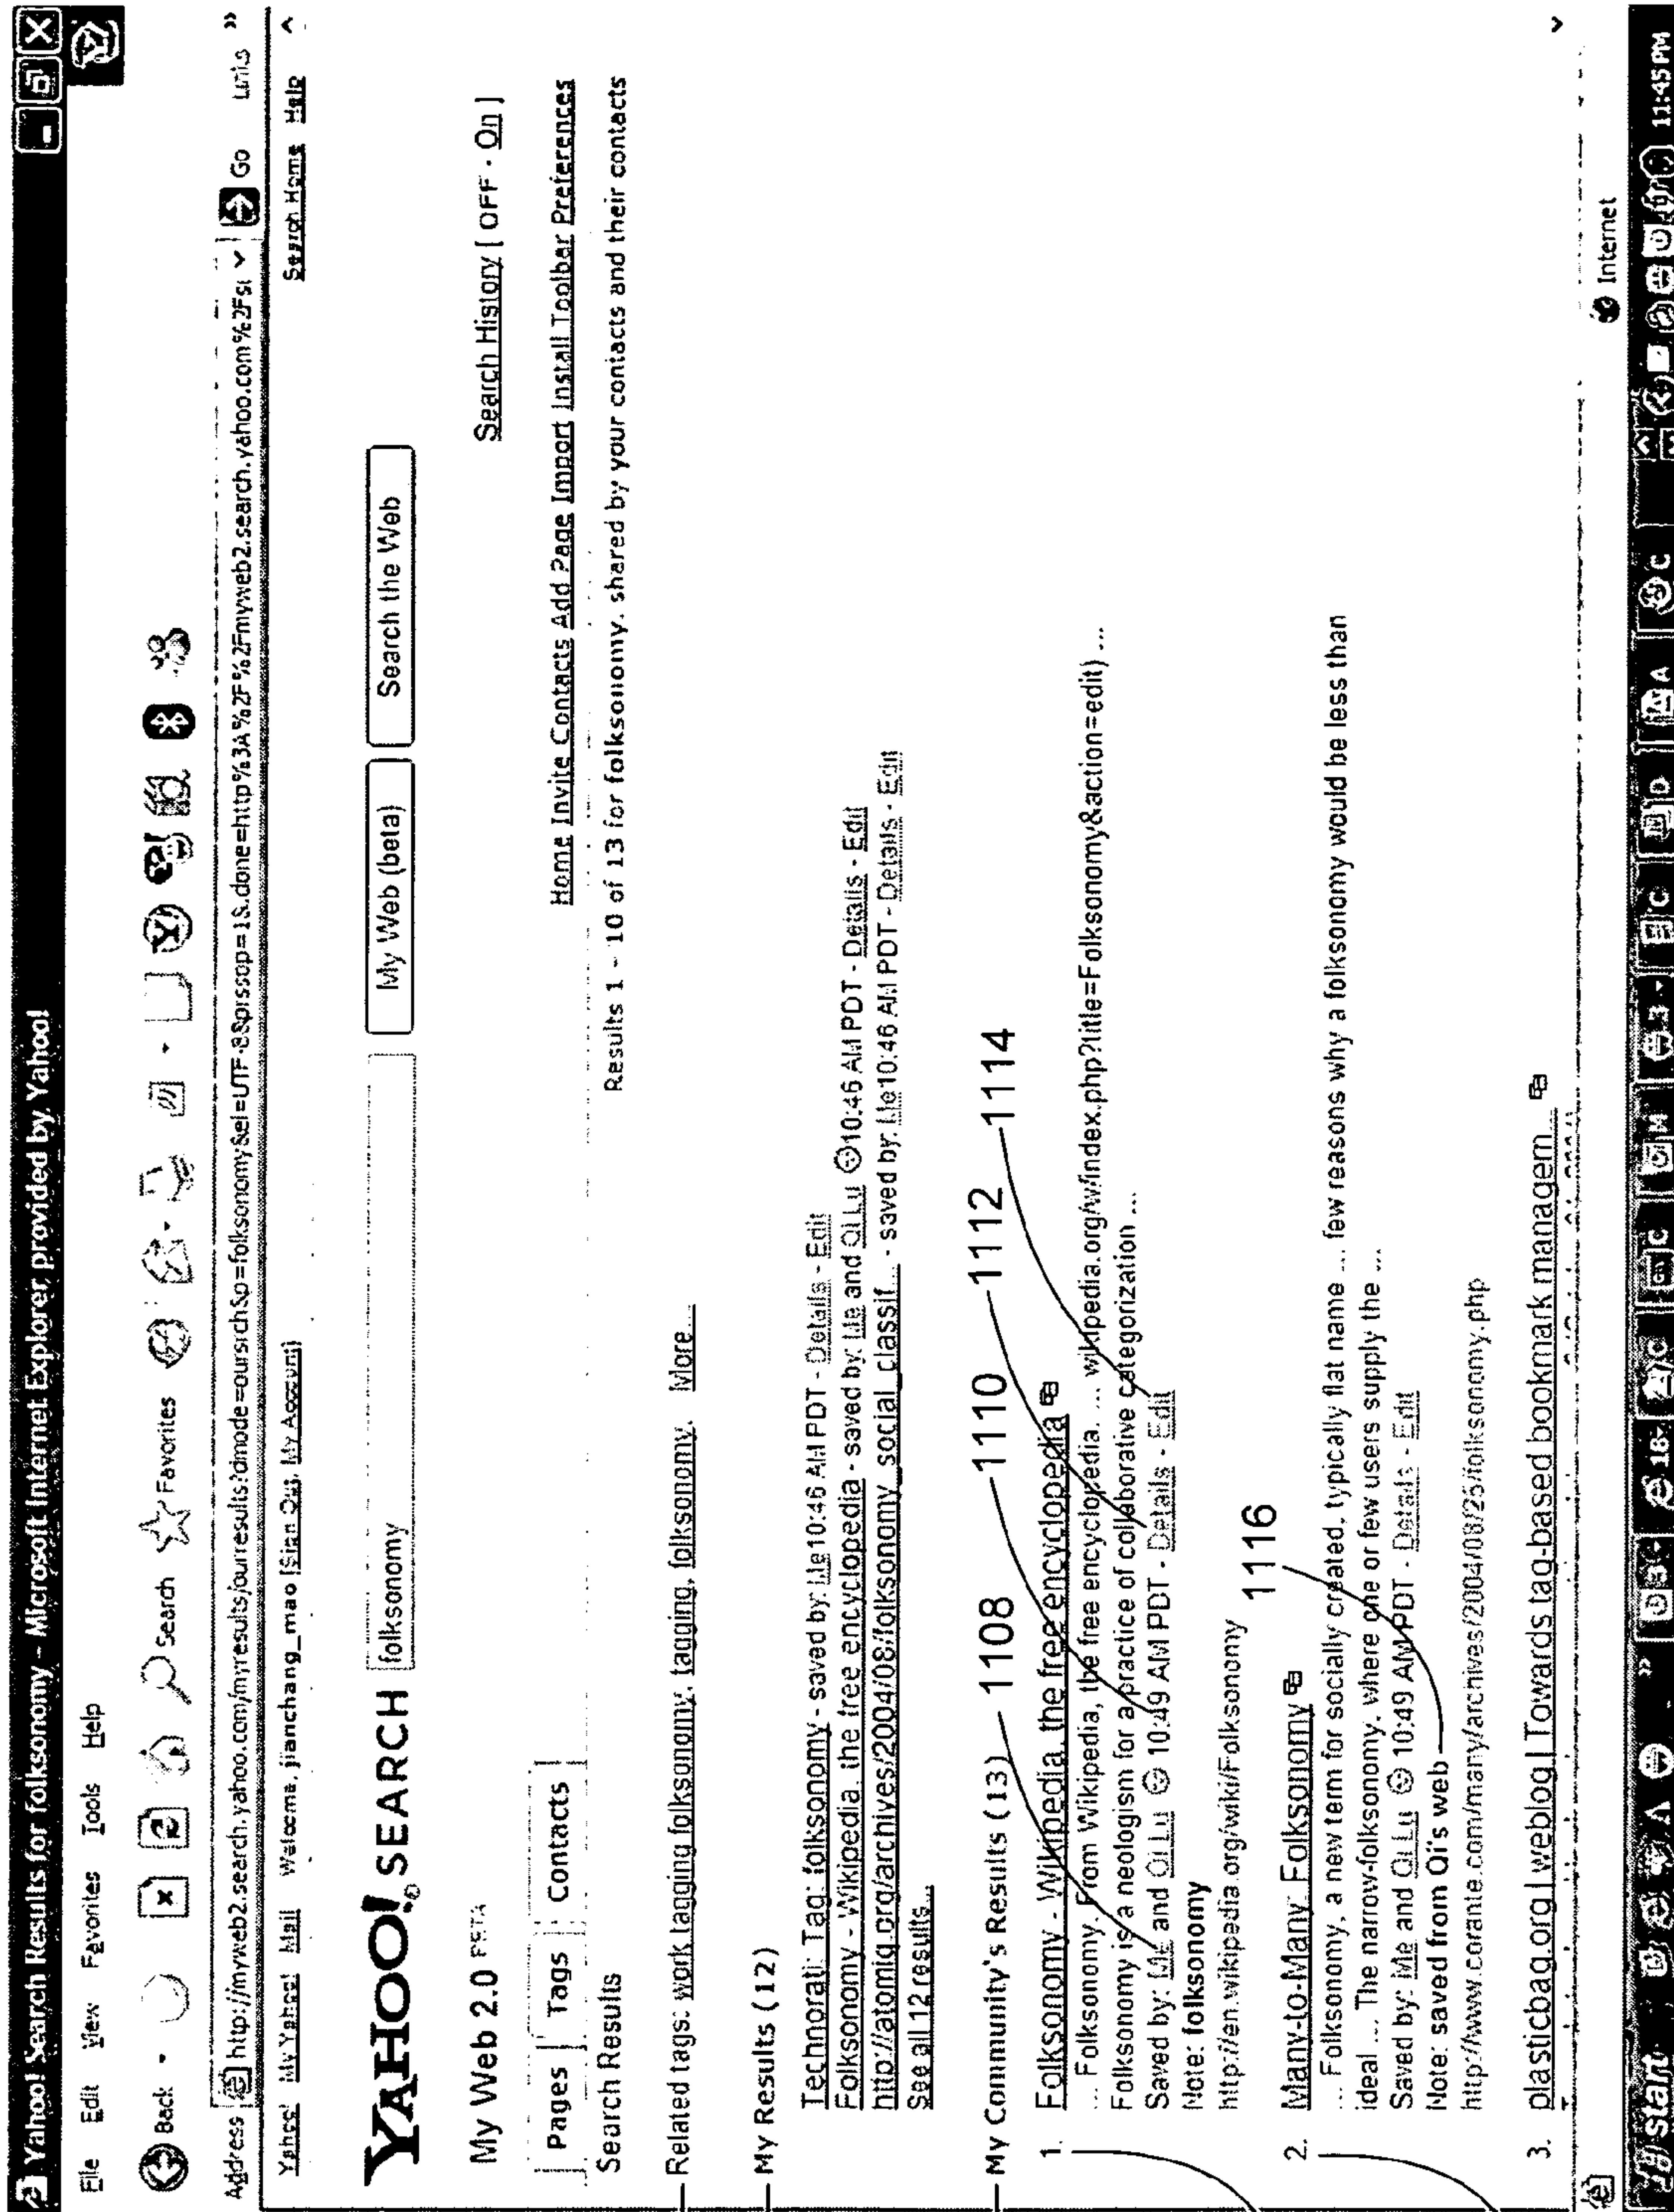 Yahoo! Search Results for folksonomy - Microsoft Internet Explorer provided by Yahoo!
File Edit View Favorites Tools Help
Back Search Favorites
Address http://myweb2.search.yahoo.com/myresults/ourresults?dmode=oursrch&p=folksonomy&ei=UTF-8&prssop=1&.done=http%3A%2F%2Fmyweb2.search.yahoo.com%2Fs Go Links »
Yahoo! My Yahoo! Mail Welcome, jianchang_mao [Sign Out, My Account] Search Home Help
YAHOO! SEARCH folksonomy My Web (beta) Search the Web
My Web 2.0 BETA Search History [ OFF - On ]
Pages Tags Contacts Home Invite Contacts Add Page Import Install Toolbar Preferences
Search Results Results 1 - 10 of 13 for folksonomy. shared by your contacts and their contacts
Related tags: work tagging folksonomy, tagging, folksonomy, More...
My Results (12)
Technorati: Tag: folksonomy - saved by: Me 10:46 AM PDT - Details - Edit
Folksonomy - Wikipedia, the free encyclopedia - saved by: Me and Qi Lu 10:46 AM PDT - Details - Edit
http://atomiq.org/archives/2004/08/folksonomy_social_classif... - saved by: Me 10:46 AM PDT - Details - Edit
See all 12 results...
My Community's Results (13) 1108 1110 1112 1114
1. Folksonomy - Wikipedia, the free encyclopedia
... Folksonomy. From Wikipedia, the free encyclopedia. ... wikipedia.org/w/index.php?title=Folksonomy&action=edit) ...
Folksonomy is a neologism for a practice of collaborative categorization ...
Saved by: Me and Qi Lu 10:49 AM PDT - Details - Edit
Note: folksonomy
http://en.wikipedia.org/wiki/Folksonomy
1116
2. Many-to-Many: Folksonomy
... Folksonomy, a new term for socially created, typically flat name ... few reasons why a folksonomy would be less than
ideal ... The narrow-folksonomy, where one or few users supply the ...
Saved by: Me and Qi Lu 10:49 AM PDT - Details - Edit
Note: saved from Qi's web
http://www.corante.com/many/archives/2004/08/25/folksonomy.php
3. plasticbag.org | weblog | Towards tag-based bookmark managem...
Internet
start 11:45 PM